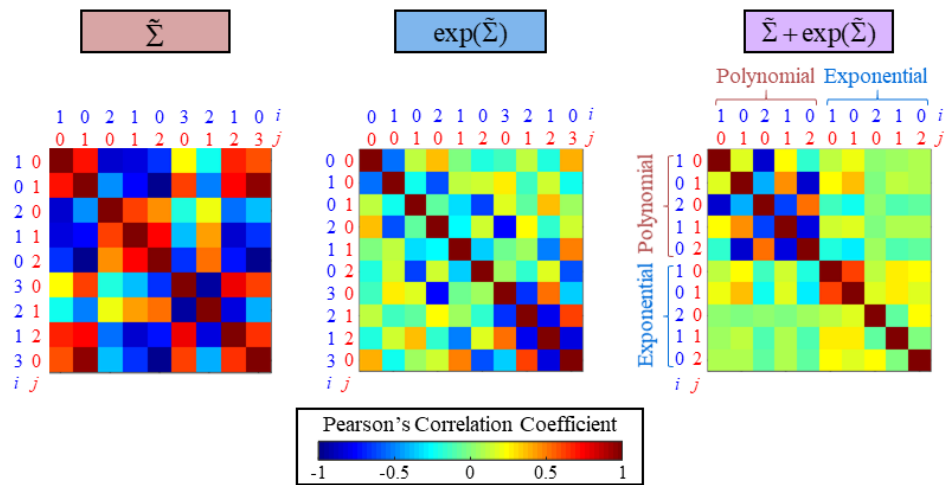 Σ̃
1 0 2 1 0 3 2 1 0 i
0 1 0 1 2 0 1 2 3 j
1 0
0 1
2 0
1 1
0 2
3 0
2 1
1 2
3 0
i j
exp(Σ̃)
0 1 0 2 1 0 3 2 1 0 i
0 0 1 0 1 2 0 1 2 3 j
0 0
1 0
0 1
2 0
1 1
0 2
3 0
2 1
1 2
3 0
i j
Σ̃ + exp(Σ̃)
Polynomial Exponential
1 0 2 1 0 1 0 2 1 0 i
0 1 0 1 2 0 1 0 1 2 j
Polynomial
Exponential
1 0
0 1
2 0
1 1
0 2
1 0
0 1
2 0
1 1
0 2
i j
Pearson's Correlation Coefficient
-1 -0.5 0 0.5 1